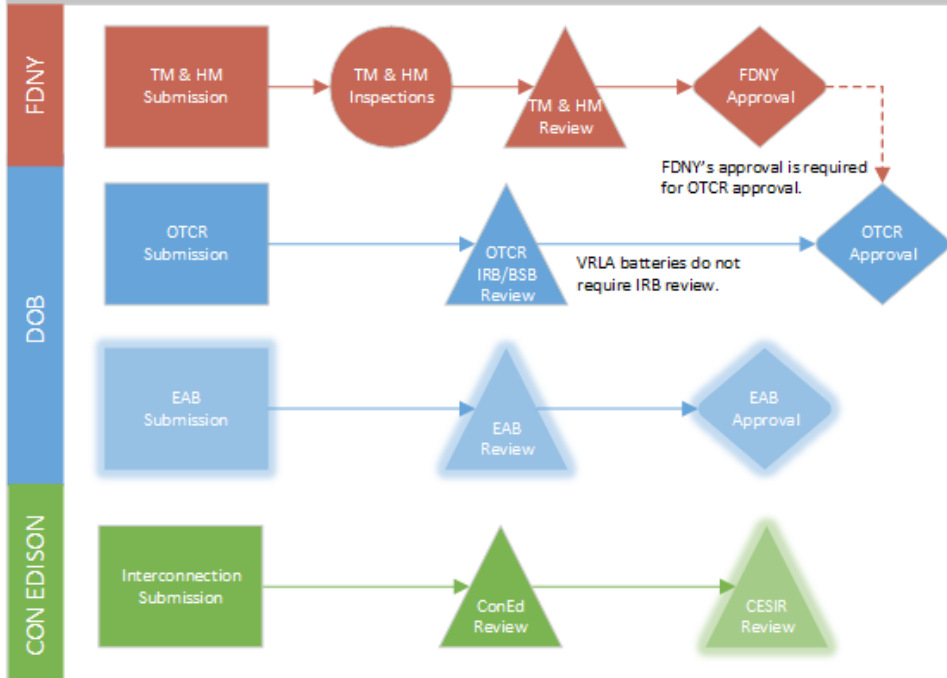 FDNY
TM & HM
Submission
TM & HM
Inspections
TM & HM
Review
FDNY
Approval
FDNY's approval is required
for OTCR approval.
DOB
OTCR
Submission
OTCR
IRB/BSB
Review
VRLA batteries do not
require IRB review.
OTCR
Approval
EAB
Submission
EAB
Review
EAB
Approval
CON EDISON
Interconnection
Submission
ConEd
Review
CESIR
Review